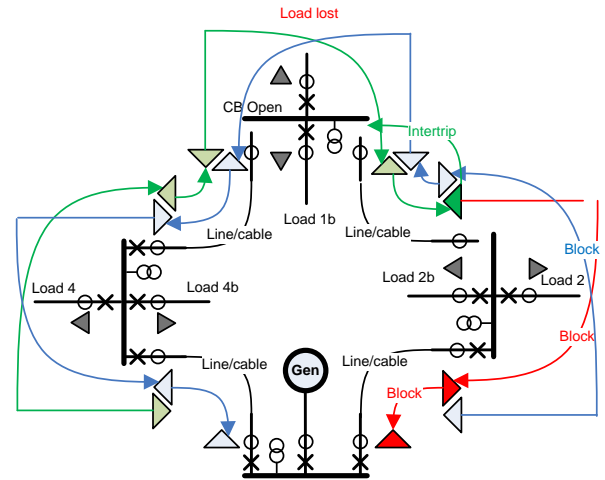 Load lost
CB Open
Intertrip
Load 1b
Line/cable
Line/cable
Block
Load 4
Load 4b
Load 2b
Load 2
Block
Line/cable
Gen
Line/cable
Block